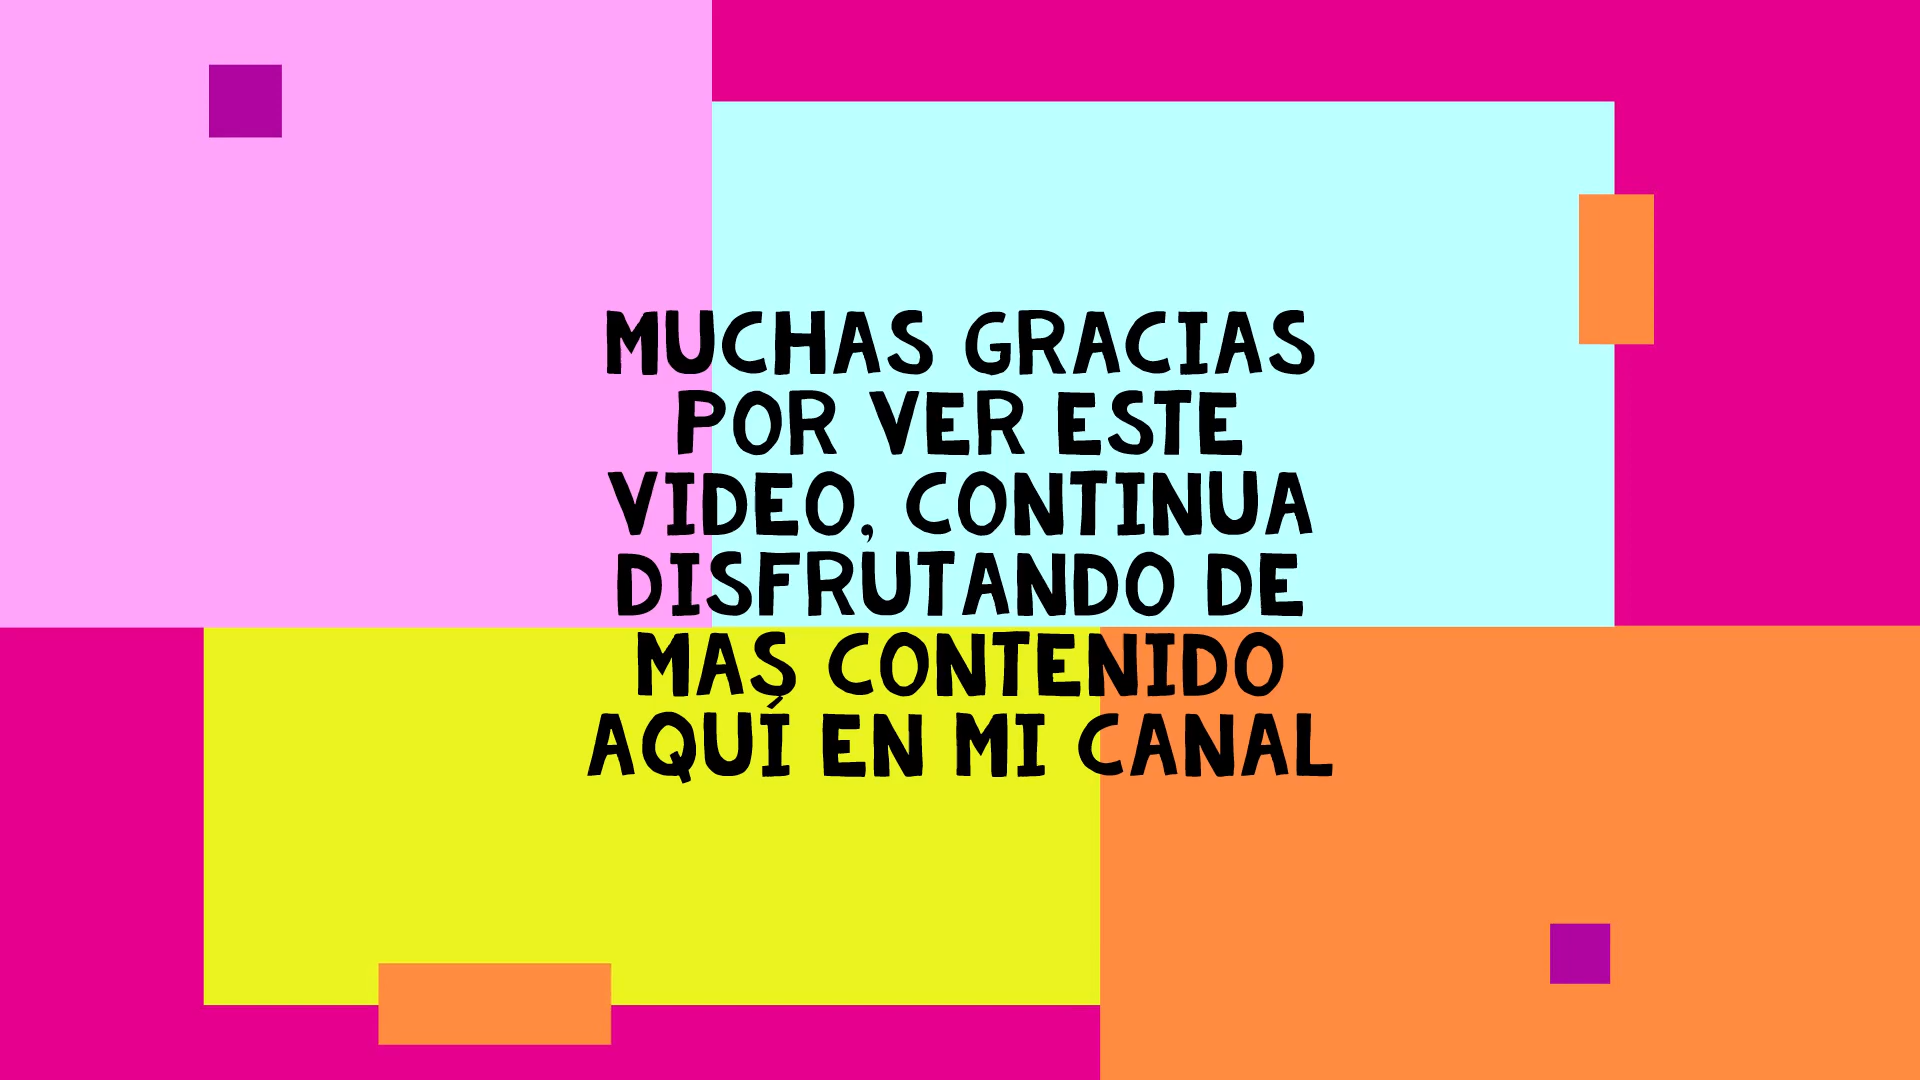 MUCHAS GRACIAS
POR VER ESTE
VIDEO, CONTINUA
DISFRUTANDO DE
MAS CONTENIDO
AQUÍ EN MI CANAL